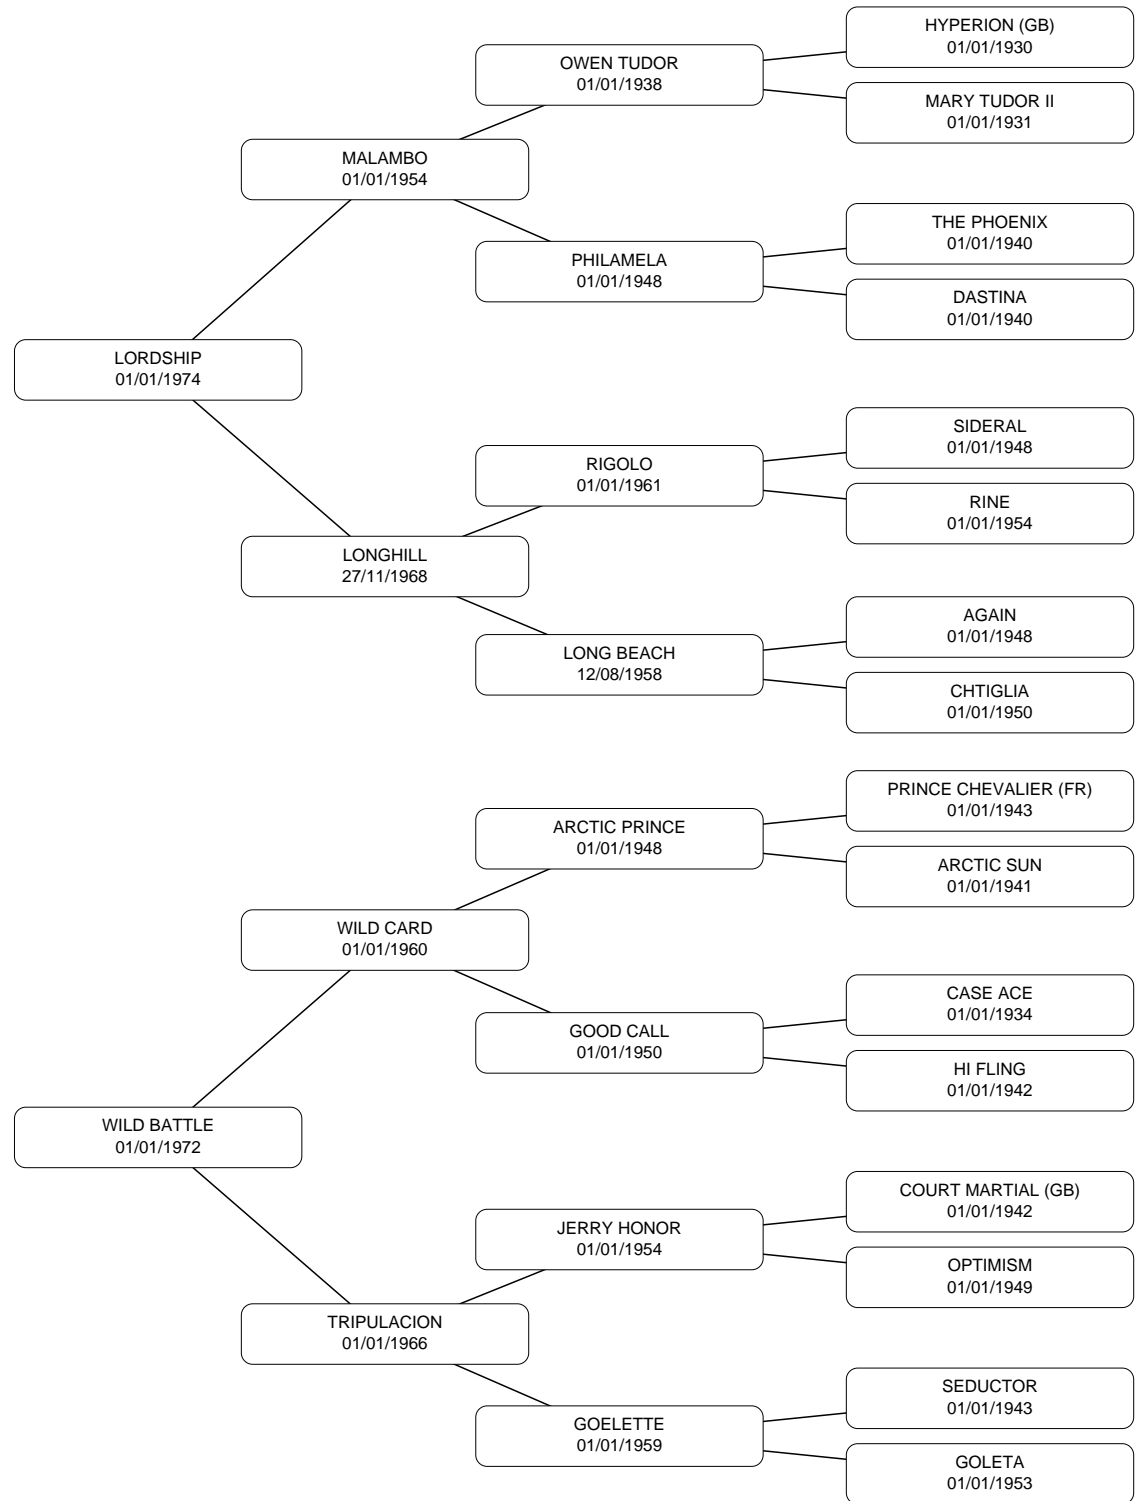 HYPERION (GB)
01/01/1930
OWEN TUDOR
01/01/1938
MARY TUDOR II
01/01/1931
MALAMBO
01/01/1954
THE PHOENIX
01/01/1940
PHILAMELA
01/01/1948
DASTINA
01/01/1940
LORDSHIP
01/01/1974
SIDERAL
01/01/1948
RIGOLO
01/01/1961
RINE
01/01/1954
LONGHILL
27/11/1968
AGAIN
01/01/1948
LONG BEACH
12/08/1958
CHTIGLIA
01/01/1950
PRINCE CHEVALIER (FR)
01/01/1943
ARCTIC PRINCE
01/01/1948
ARCTIC SUN
01/01/1941
WILD CARD
01/01/1960
CASE ACE
01/01/1934
GOOD CALL
01/01/1950
HI FLING
01/01/1942
WILD BATTLE
01/01/1972
COURT MARTIAL (GB)
01/01/1942
JERRY HONOR
01/01/1954
OPTIMISM
01/01/1949
TRIPULACION
01/01/1966
SEDUCTOR
01/01/1943
GOELETTE
01/01/1959
GOLETA
01/01/1953